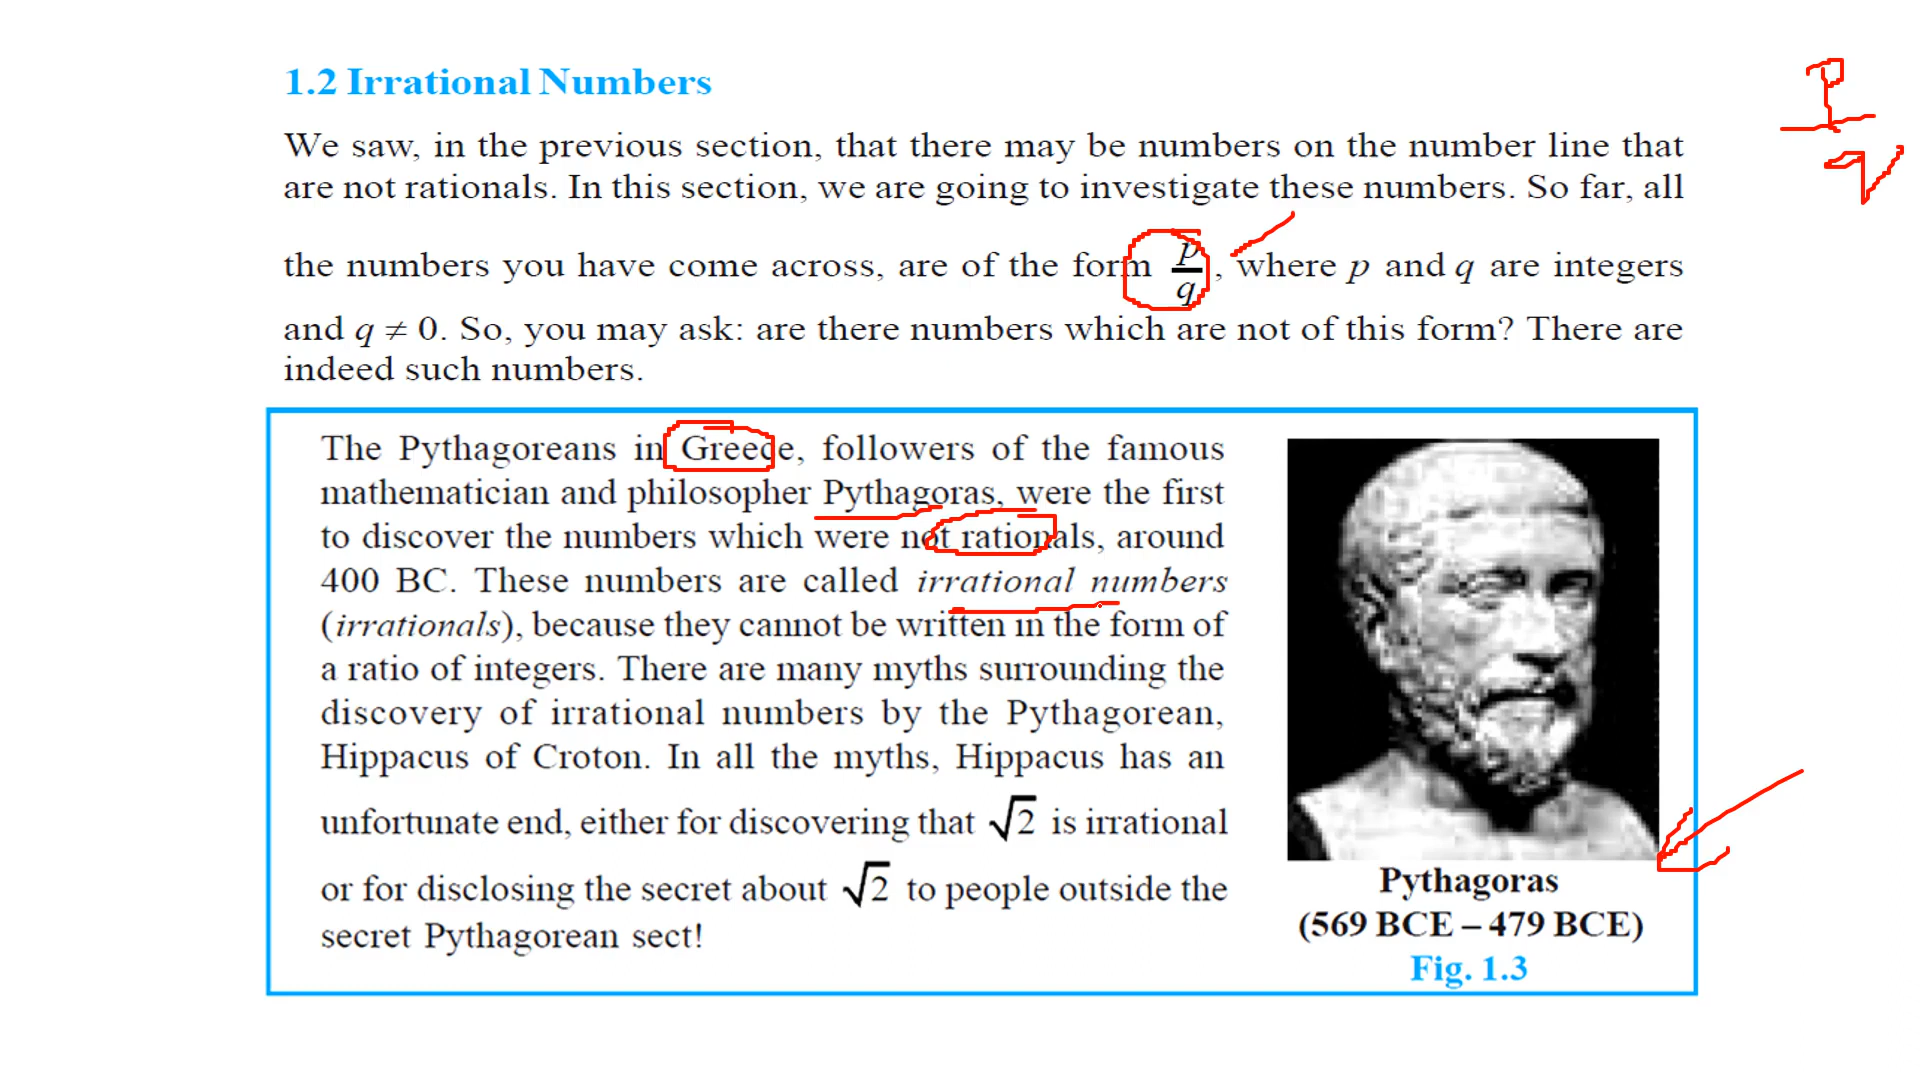 1.2 Irrational Numbers
We saw, in the previous section, that there may be numbers on the number line that
are not rationals. In this section, we are going to investigate these numbers. So far, all
the numbers you have come across, are of the form p/q, where p and q are integers
and q ≠ 0. So, you may ask: are there numbers which are not of this form? There are
indeed such numbers.
The Pythagoreans in Greece, followers of the famous
mathematician and philosopher Pythagoras, were the first
to discover the numbers which were not rationals, around
400 BC. These numbers are called irrational numbers
(irrationals), because they cannot be written in the form of
a ratio of integers. There are many myths surrounding the
discovery of irrational numbers by the Pythagorean,
Hippacus of Croton. In all the myths, Hippacus has an
unfortunate end, either for discovering that √2 is irrational
or for disclosing the secret about √2 to people outside the
secret Pythagorean sect!
Pythagoras
(569 BCE – 479 BCE)
Fig. 1.3
p
q